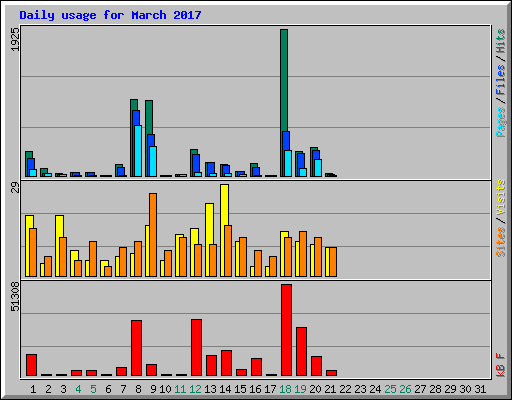 Daily usage for March 2017
1925
Pages / Files / Hits
29
Sites / Visits
51308
kB F
1 2 3 4 5 6 7 8 9 10 11 12 13 14 15 16 17 18 19 20 21 22 23 24 25 26 27 28 29 30 31